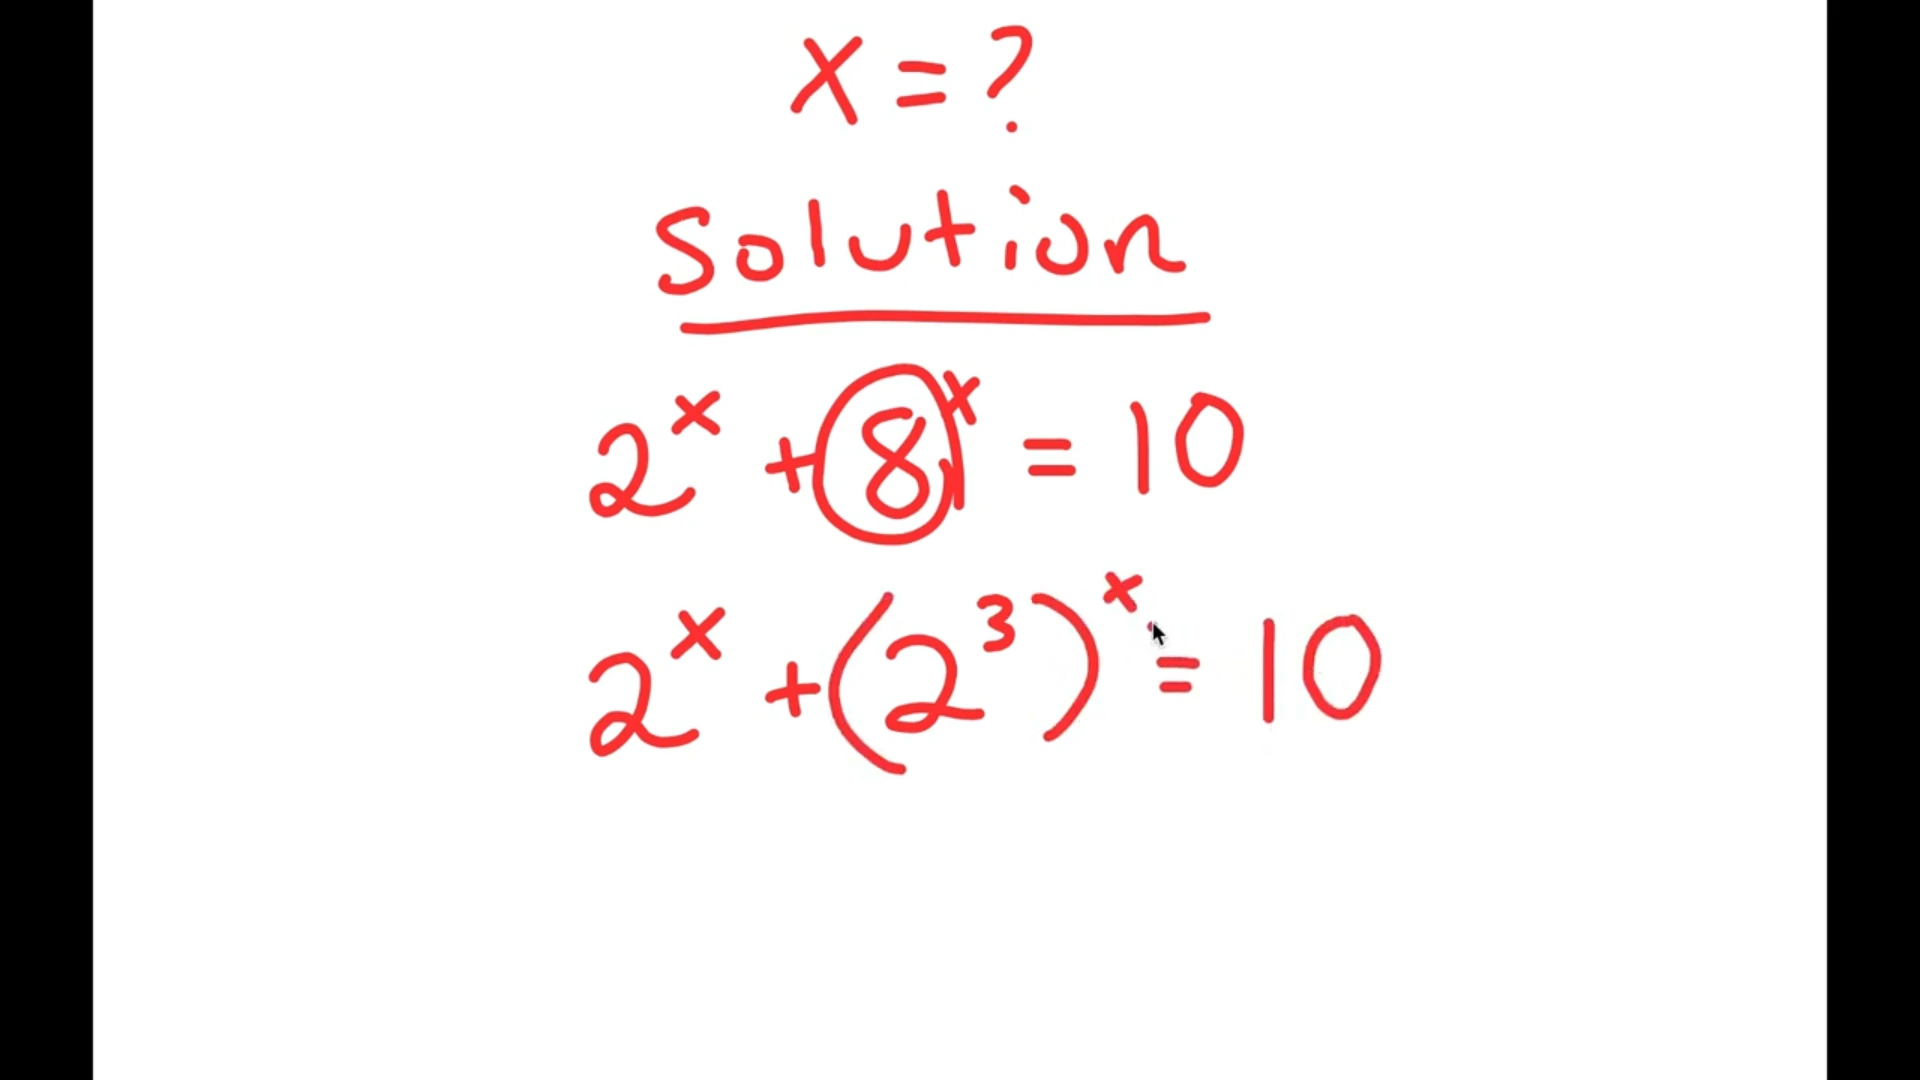 x = ?
Solution
2^x + 8^x = 10
2^x + (2^3)^x = 10